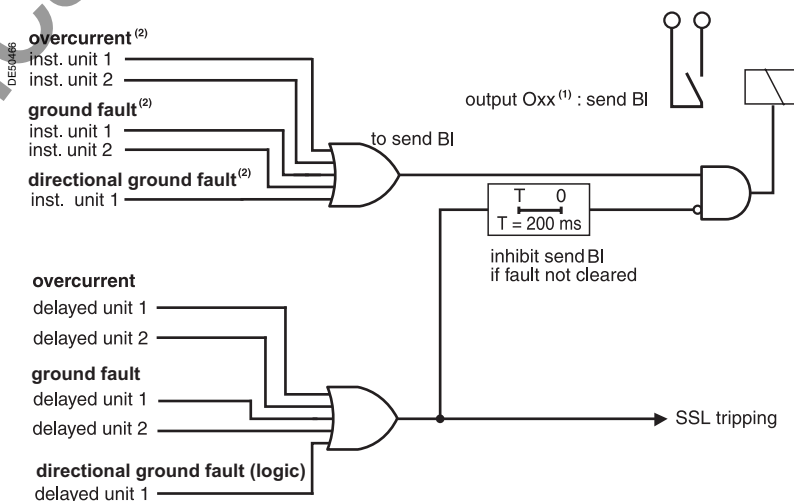 DE50466
overcurrent (2)
inst. unit 1
inst. unit 2
ground fault (2)
inst. unit 1
inst. unit 2
directional ground fault (2)
inst. unit 1
to send BI
output Oxx (1) : send BI
T 0
T = 200 ms
inhibit send BI
if fault not cleared
overcurrent
delayed unit 1
delayed unit 2
ground fault
delayed unit 1
delayed unit 2
directional ground fault (logic)
delayed unit 1
SSL tripping